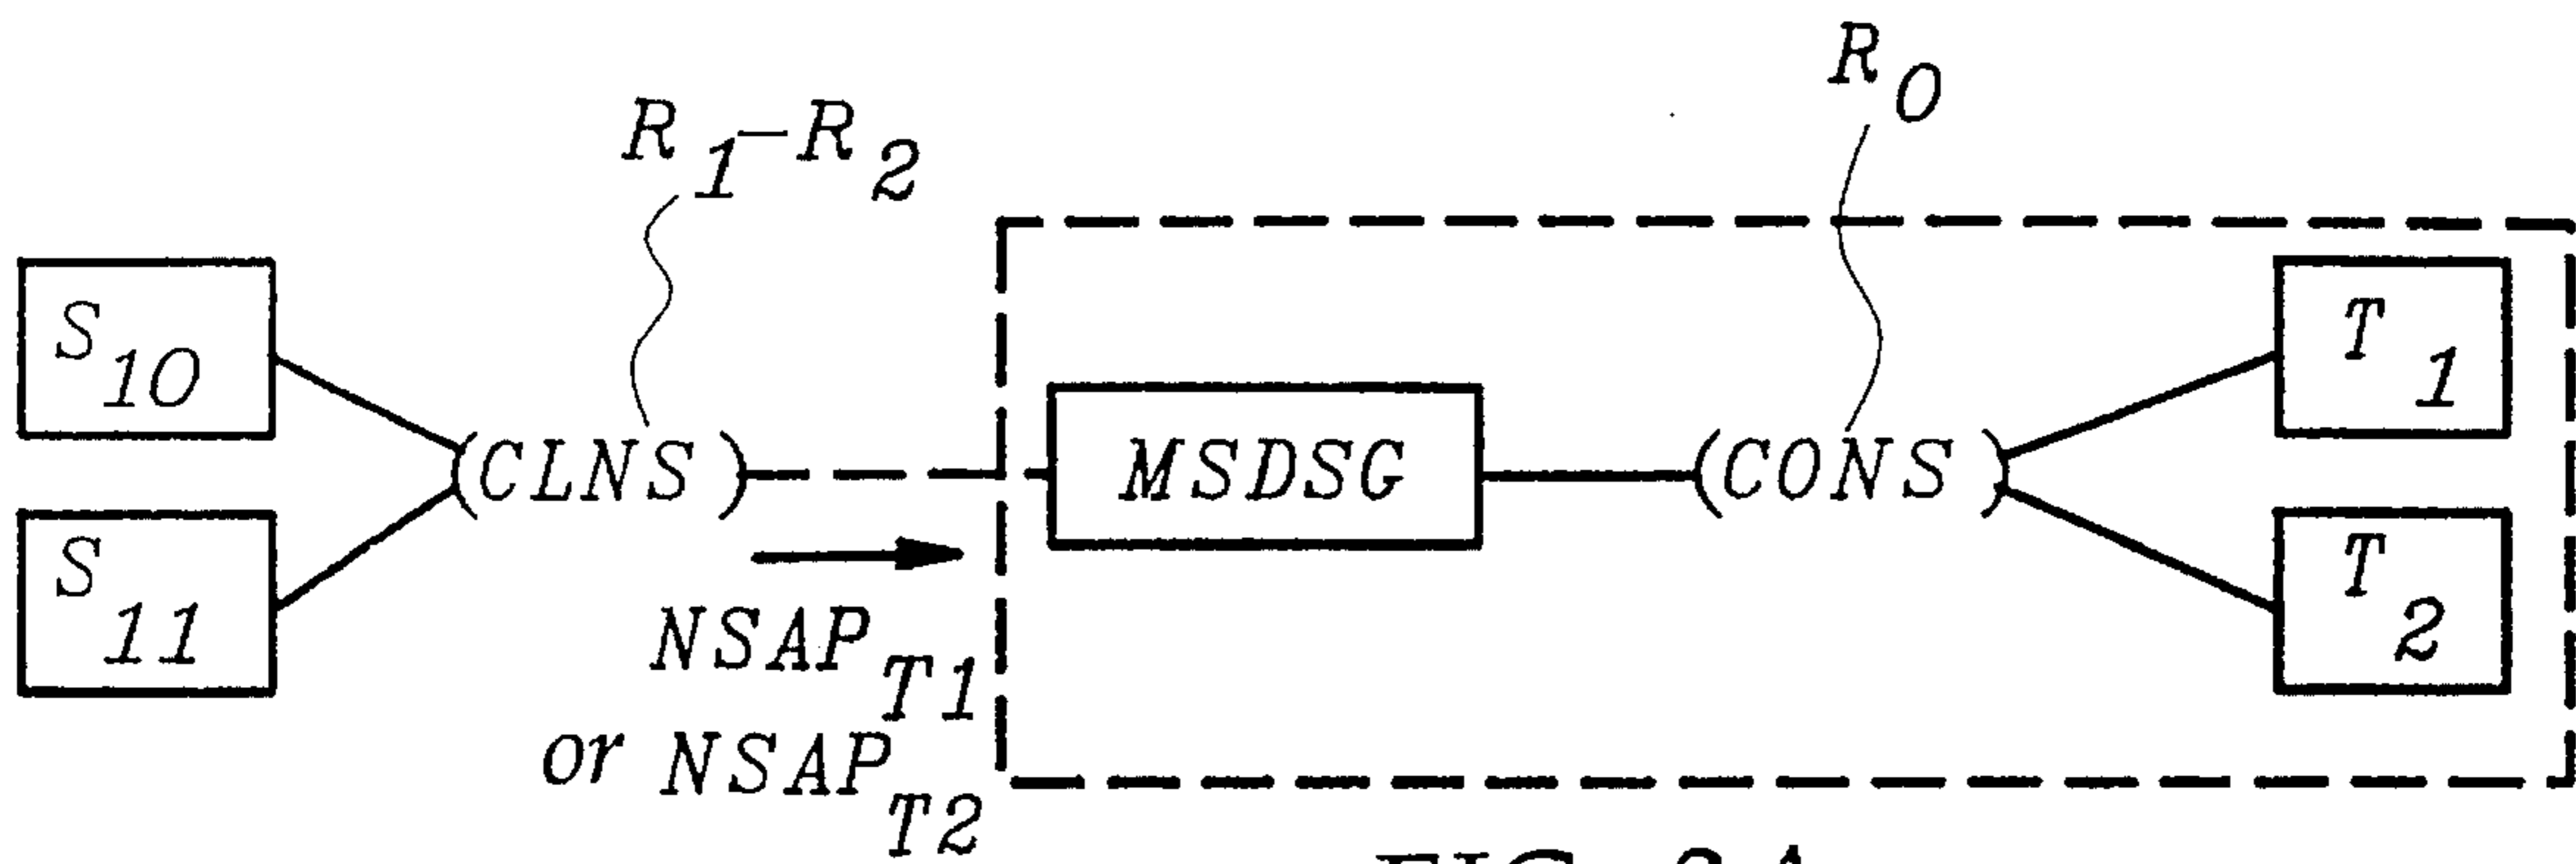 R1-R2
R0
S10
S11
(CLNS)
MSDSG
(CONS)
T1
T2
NSAPT1
or NSAPT2